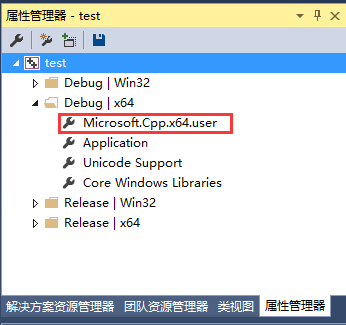 属性管理器 - test
test
Debug | Win32
Debug | x64
Microsoft.Cpp.x64.user
Application
Unicode Support
Core Windows Libraries
Release | Win32
Release | x64
解决方案资源管理器 团队资源管理器 类视图 属性管理器